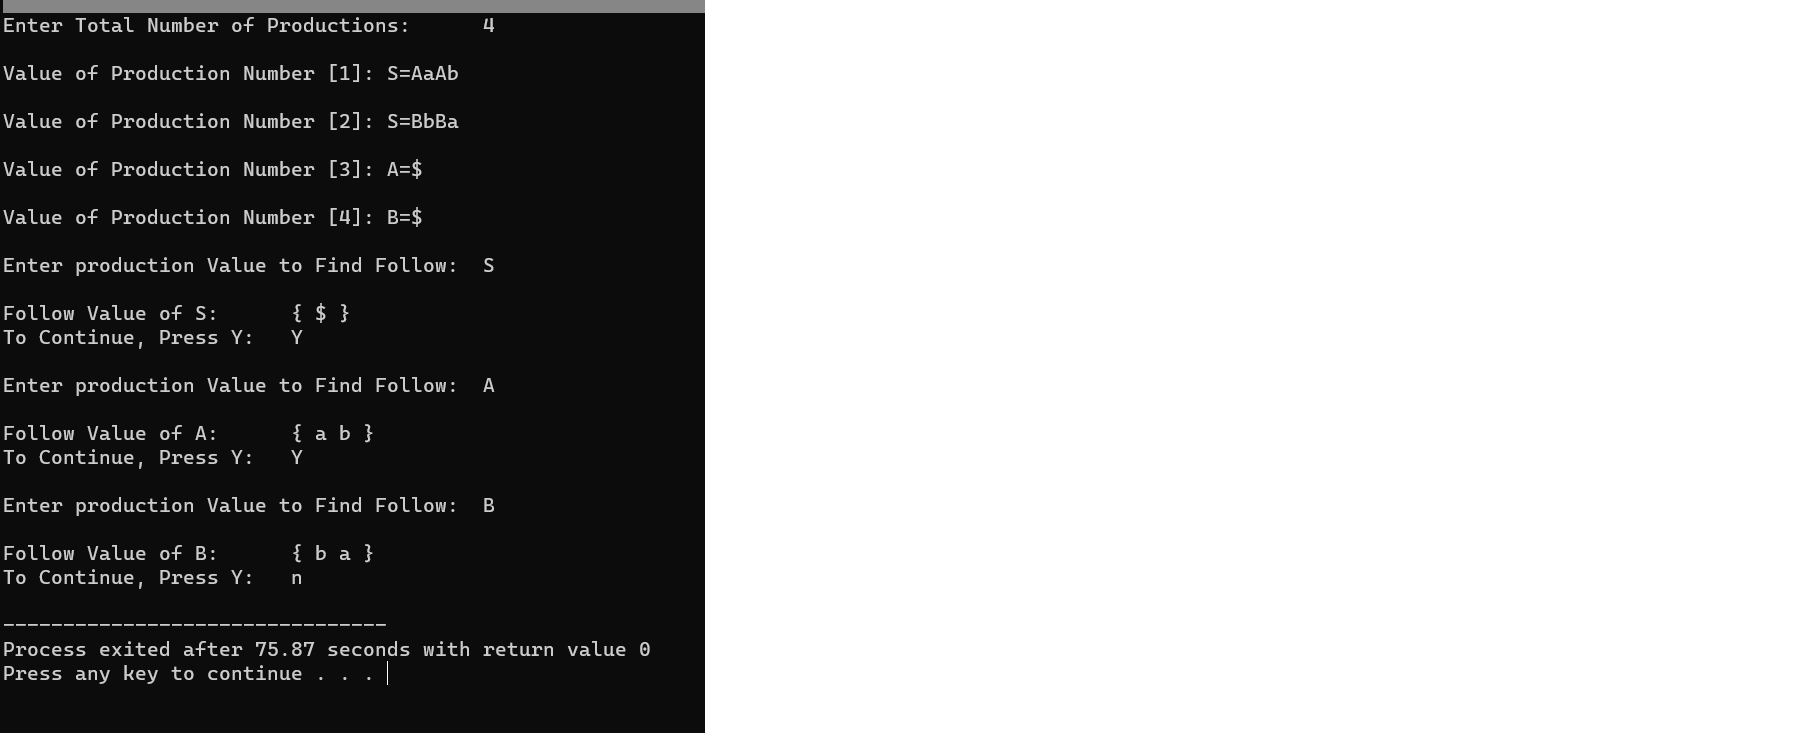 Enter Total Number of Productions:      4
Value of Production Number [1]: S=AaAb
Value of Production Number [2]: S=BbBa
Value of Production Number [3]: A=$
Value of Production Number [4]: B=$
Enter production Value to Find Follow:  S
Follow Value of S:      { $ }
To Continue, Press Y:   Y
Enter production Value to Find Follow:  A
Follow Value of A:      { a b }
To Continue, Press Y:   Y
Enter production Value to Find Follow:  B
Follow Value of B:      { b a }
To Continue, Press Y:   n
--------------------------------
Process exited after 75.87 seconds with return value 0
Press any key to continue . . .